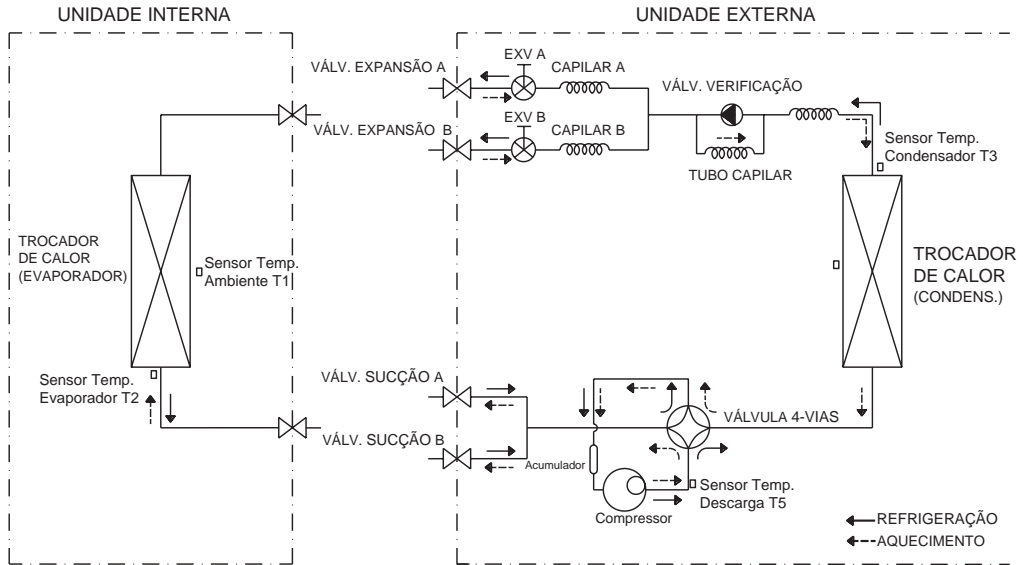 UNIDADE INTERNA
UNIDADE EXTERNA
VÁLV. EXPANSÃO A
EXV A
CAPILAR A
VÁLV. VERIFICAÇÃO
VÁLV. EXPANSÃO B
EXV B
CAPILAR B
TUBO CAPILAR
Sensor Temp.
Condensador T3
TROCADOR
DE CALOR
(EVAPORADOR)
Sensor Temp.
Ambiente T1
TROCADOR
DE CALOR
(CONDENS.)
Sensor Temp.
Evaporador T2
VÁLV. SUCÇÃO A
VÁLVULA 4-VIAS
VÁLV. SUCÇÃO B
Acumulador
Sensor Temp.
Descarga T5
Compressor
REFRIGERAÇÃO
AQUECIMENTO